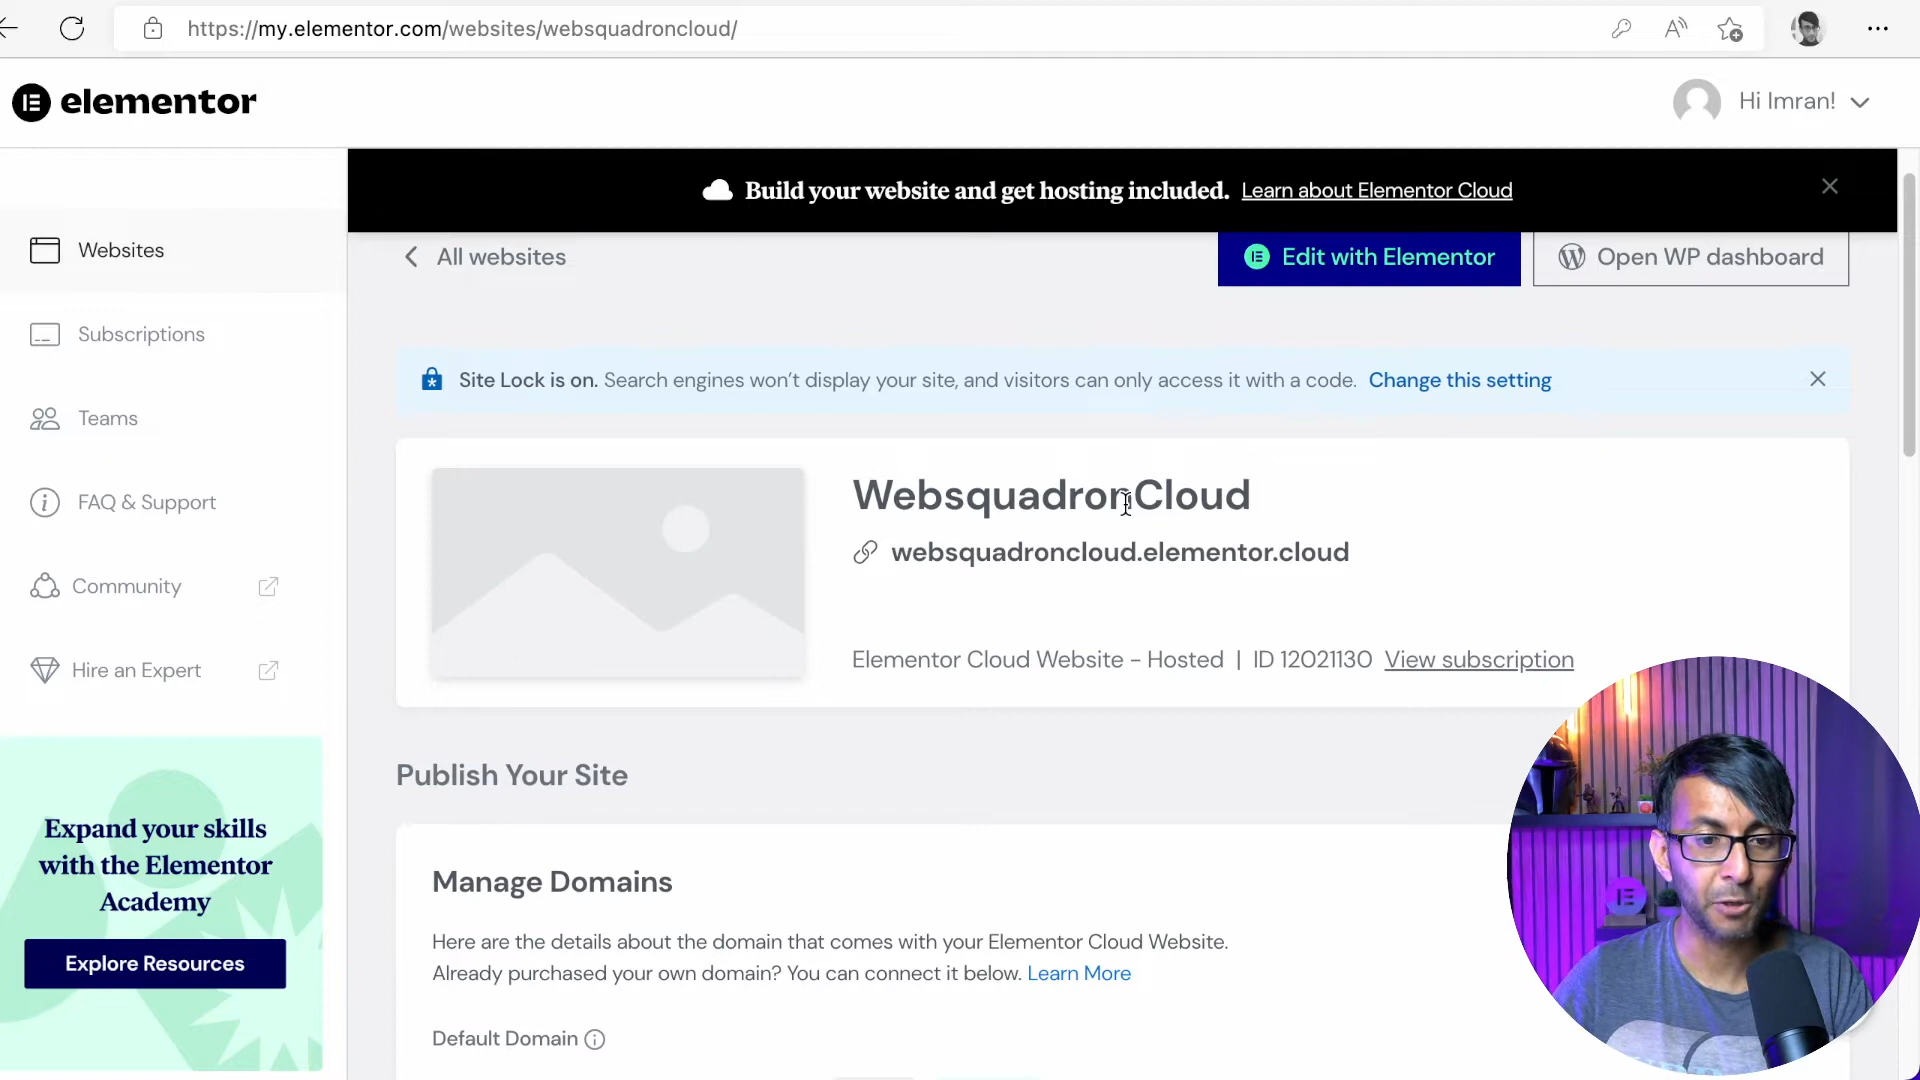 https://my.elementor.com/websites/websquadroncloud/
elementor
Hi Imran!
Build your website and get hosting included. Learn about Elementor Cloud
Websites
Subscriptions
Teams
FAQ & Support
Community
Hire an Expert
Expand your skills
with the Elementor
Academy
Explore Resources
All websites
Edit with Elementor
Open WP dashboard
Site Lock is on. Search engines won't display your site, and visitors can only access it with a code. Change this setting
WebsquadronCloud
websquadroncloud.elementor.cloud
Elementor Cloud Website - Hosted | ID 12021130 View subscription
Publish Your Site
Manage Domains
Here are the details about the domain that comes with your Elementor Cloud Website.
Already purchased your own domain? You can connect it below. Learn More
Default Domain